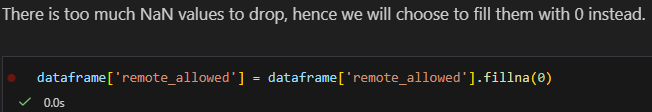 There is too much NaN values to drop, hence we will choose to fill them with 0 instead.
dataframe['remote_allowed'] = dataframe['remote_allowed'].fillna(0)
0.0s